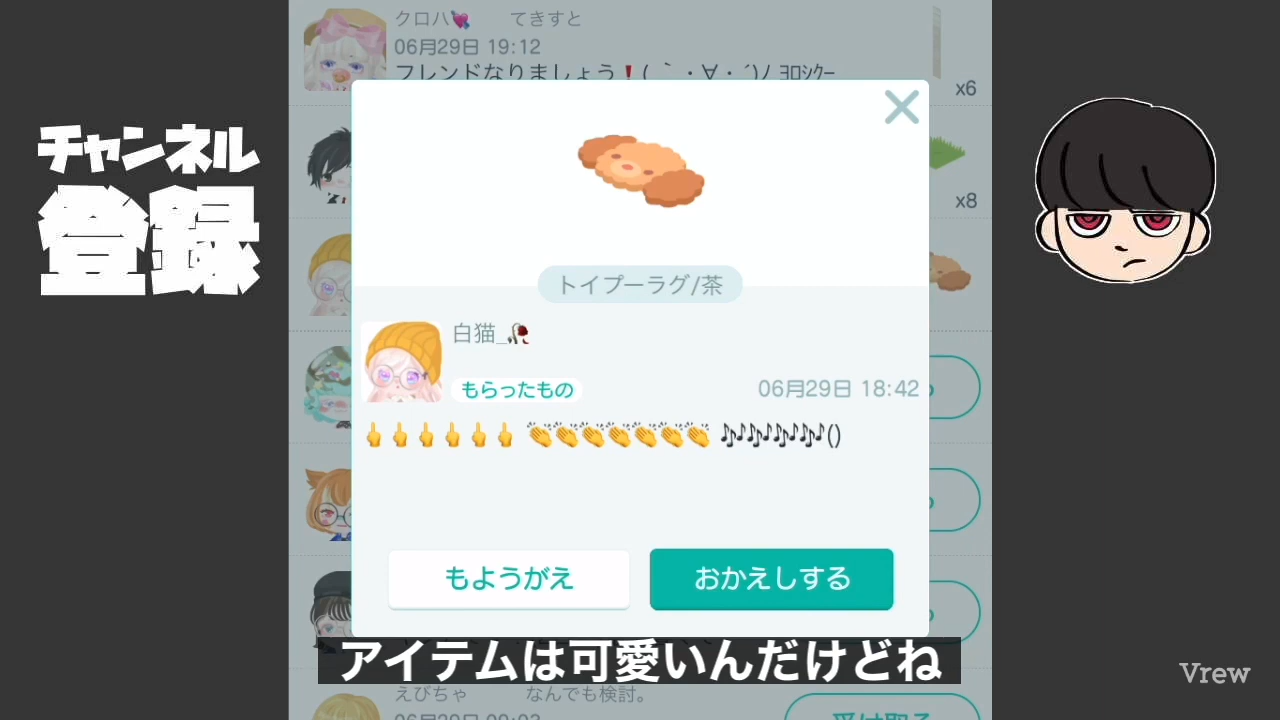 クロハ💘 てきすと
06月29日 19:12
フレンドなりましょう❗( ｀・∀・´)ﾉ ﾖﾛｼｸｰ
x6
チャンネル
登録
x8
トイプーラグ/茶
白猫_🥀
もらったもの
06月29日 18:42
🖕🖕🖕🖕🖕🖕 👏👏👏👏👏👏👏 🎶🎶🎶🎶()
もようがえ
おかえしする
アイテムは可愛いんだけどね
えびちゃ なんでも検討。
Vrew